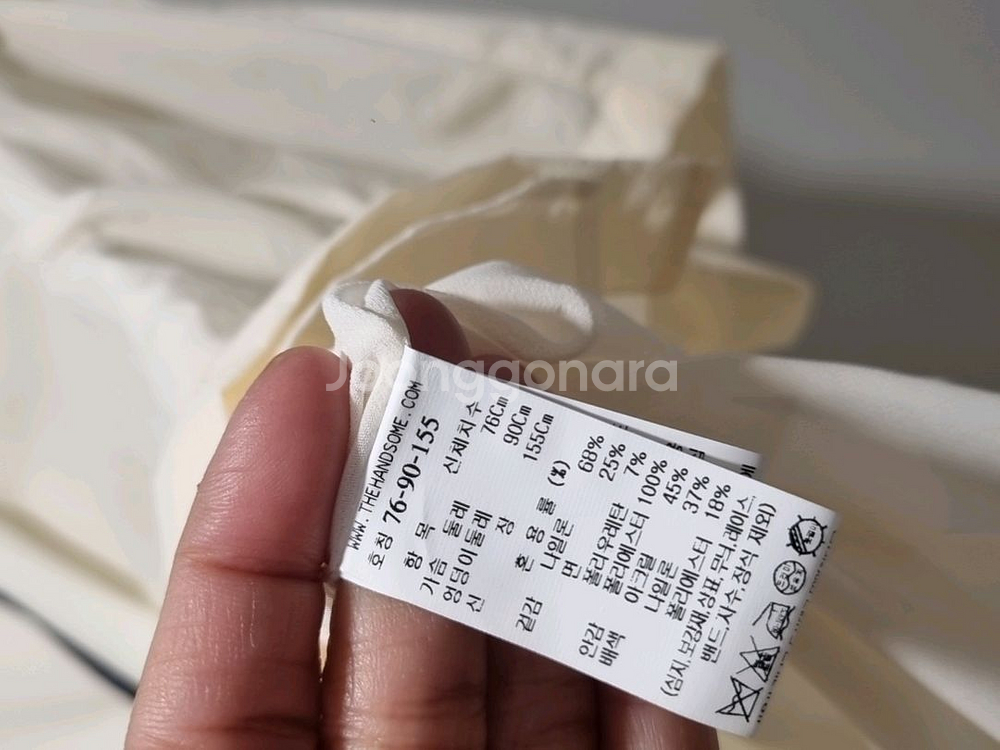 Joonggonara
WWW.THEHANDSOME.COM
호칭 76-90-155
항 목 신체치수
가슴 둘레 76Cm
엉덩이둘레 90Cm
신 장 155Cm
혼 용 률 (%)
겉감 나일론 68%
면 25%
폴리우레탄 7%
안감 폴리에스터 100%
배색 아크릴 45%
나일론 37%
폴리에스터 18%
(심지,보강재,상표,무늬,레이스,
밴드,자수,장식 제외)